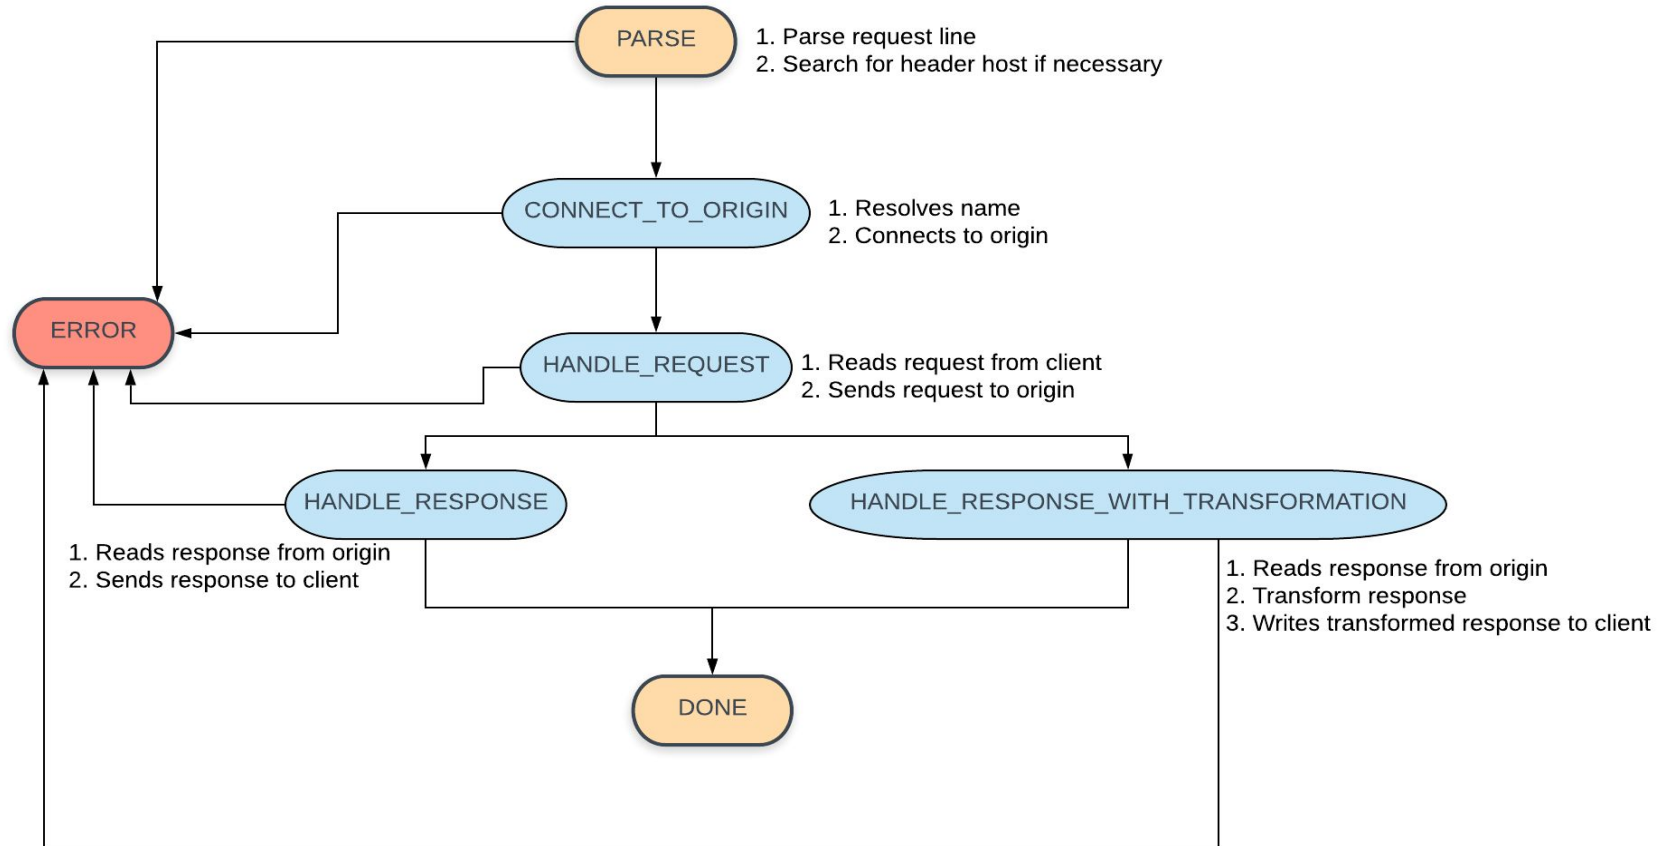 PARSE
1. Parse request line
2. Search for header host if necessary
CONNECT_TO_ORIGIN
1. Resolves name
2. Connects to origin
ERROR
HANDLE_REQUEST
1. Reads request from client
2. Sends request to origin
HANDLE_RESPONSE
1. Reads response from origin
2. Sends response to client
HANDLE_RESPONSE_WITH_TRANSFORMATION
1. Reads response from origin
2. Transform response
3. Writes transformed response to client
DONE